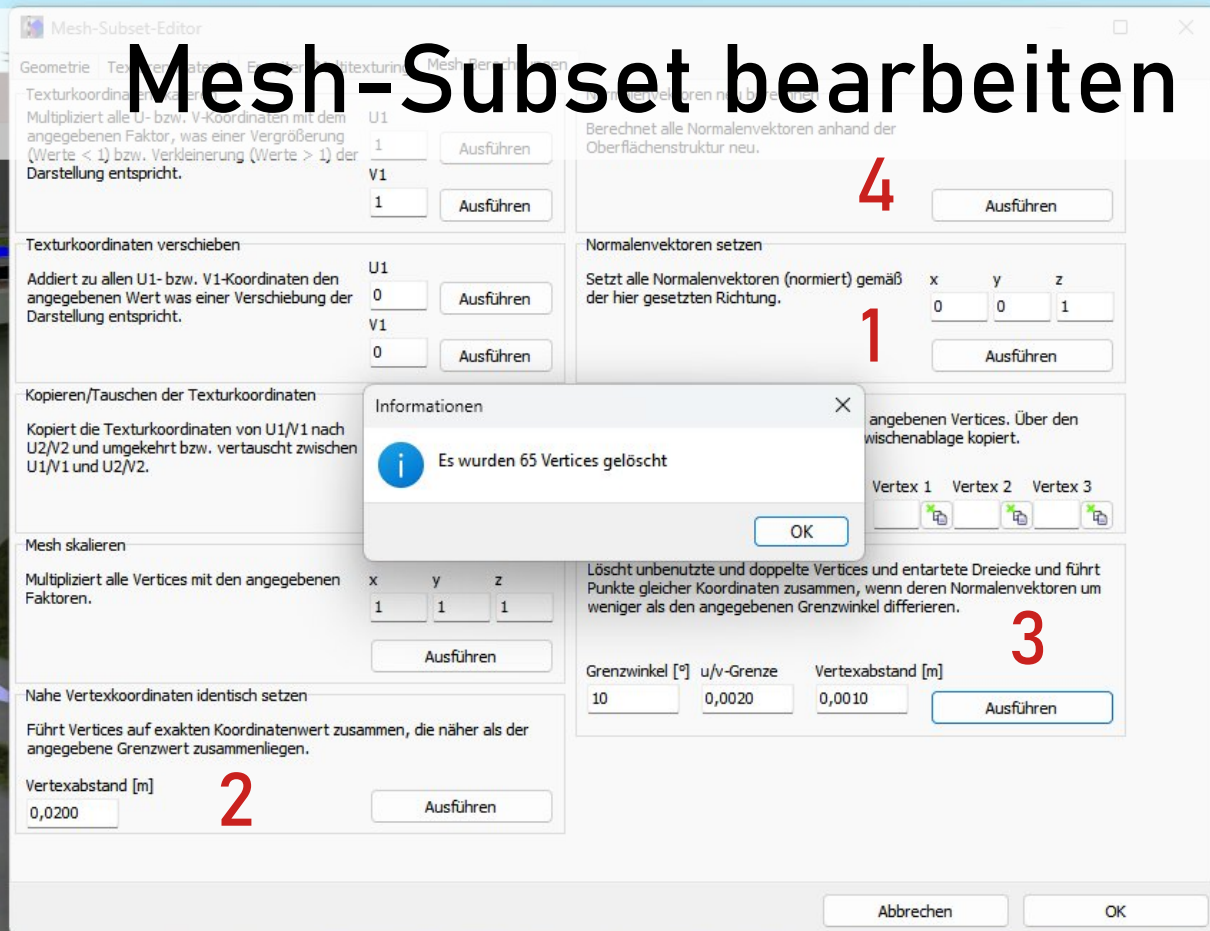 Mesh-Subset-Editor
Mesh-Subset bearbeiten
Geometrie
Texturkoordinaten skalieren
Multipliziert alle U- bzw. V-Koordinaten mit dem
angegebenen Faktor, was einer Vergrößerung
(Werte < 1) bzw. Verkleinerung (Werte > 1) der
Darstellung entspricht.
U1
1
Ausführen
V1
1
Ausführen
Normalenvektoren neu berechnen
Berechnet alle Normalenvektoren anhand der
Oberflächenstruktur neu.
4
Ausführen
Texturkoordinaten verschieben
Addiert zu allen U1- bzw. V1-Koordinaten den
angegebenen Wert was einer Verschiebung der
Darstellung entspricht.
U1
0
Ausführen
V1
0
Ausführen
Normalenvektoren setzen
Setzt alle Normalenvektoren (normiert) gemäß
der hier gesetzten Richtung.
x y z
0 0 1
1
Ausführen
Kopieren/Tauschen der Texturkoordinaten
Kopiert die Texturkoordinaten von U1/V1 nach
U2/V2 und umgekehrt bzw. vertauscht zwischen
U1/V1 und U2/V2.
Informationen
Es wurden 65 Vertices gelöscht
OK
angebenen Vertices. Über den
wischenablage kopiert.
Vertex 1 Vertex 2 Vertex 3
Mesh skalieren
Multipliziert alle Vertices mit den angegebenen
Faktoren.
x y z
1 1 1
Ausführen
Löscht unbenutzte und doppelte Vertices und entartete Dreiecke und führt
Punkte gleicher Koordinaten zusammen, wenn deren Normalenvektoren um
weniger als den angegebenen Grenzwinkel differieren.
3
Grenzwinkel [°] u/v-Grenze Vertexabstand [m]
10 0,0020 0,0010 Ausführen
Nahe Vertexkoordinaten identisch setzen
Führt Vertices auf exakten Koordinatenwert zusammen, die näher als der
angegebene Grenzwert zusammenliegen.
Vertexabstand [m]
0,0200
2
Ausführen
Abbrechen OK